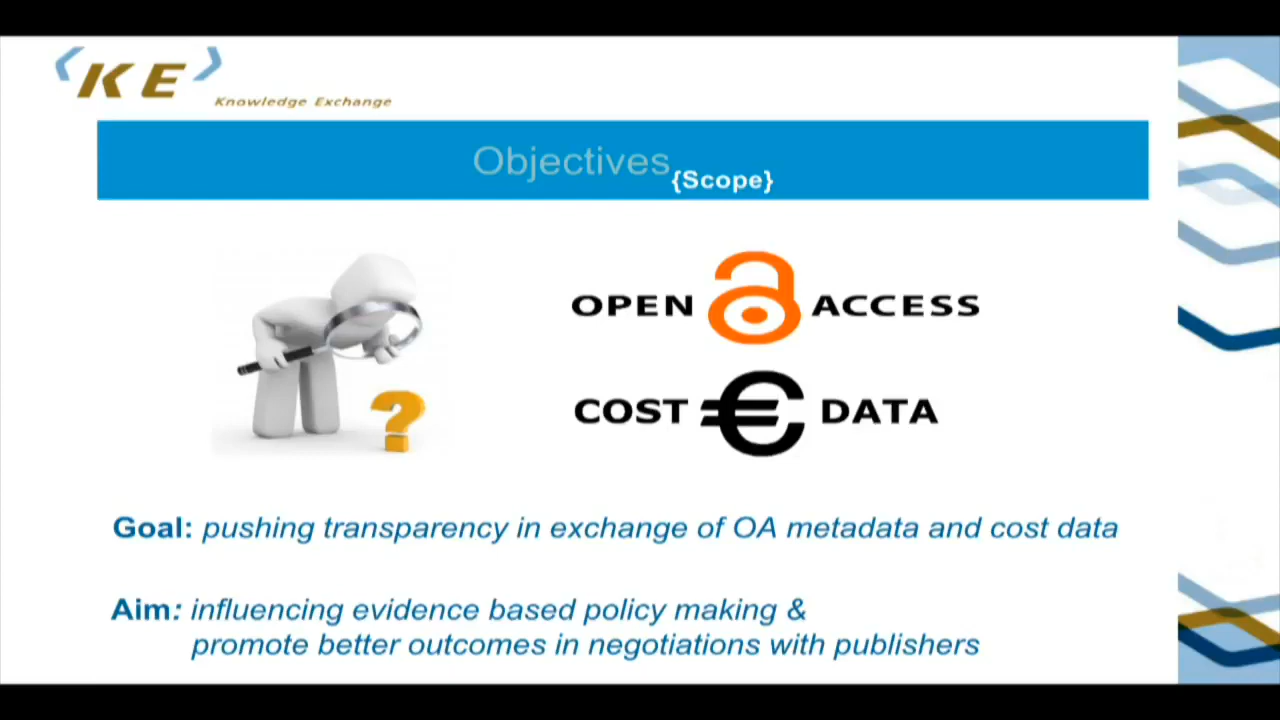 KE
Knowledge Exchange
Objectives {Scope}
OPEN ACCESS
COST € DATA
?
Goal: pushing transparency in exchange of OA metadata and cost data
Aim: influencing evidence based policy making &
promote better outcomes in negotiations with publishers